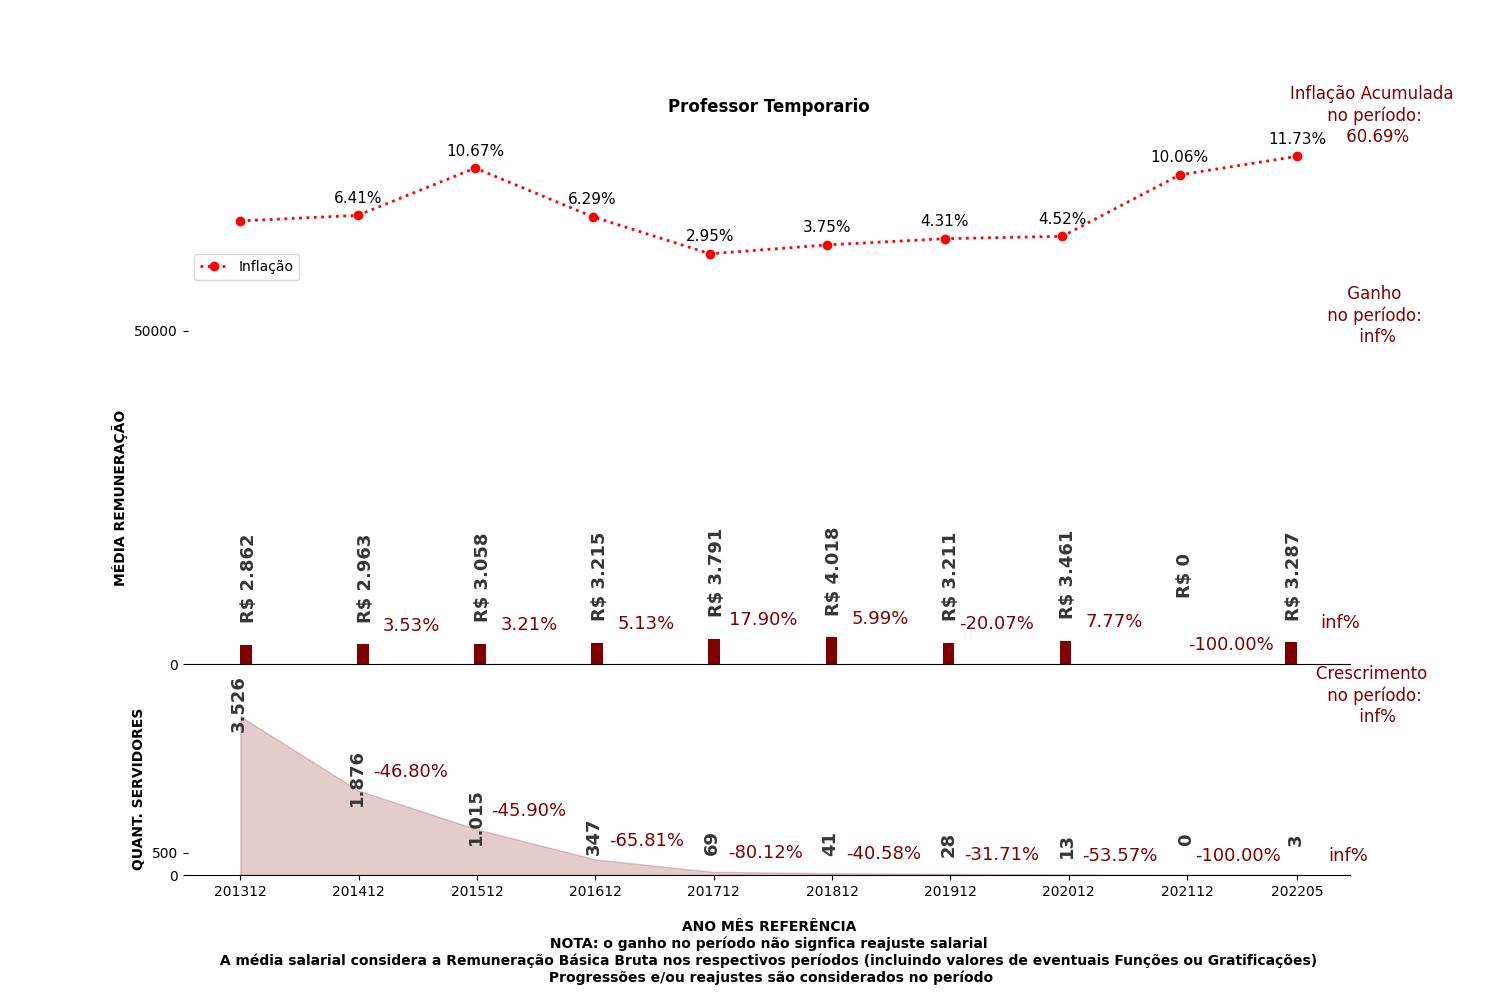 Professor Temporario
Inflação Acumulada
no período:
60.69%
6.41%
10.67%
6.29%
2.95%
3.75%
4.31%
4.52%
10.06%
11.73%
Inflação
Ganho
no período:
inf%
50000
0
MÉDIA REMUNERAÇÃO
R$ 2.862
R$ 2.963
R$ 3.058
R$ 3.215
R$ 3.791
R$ 4.018
R$ 3.211
R$ 3.461
R$ 0
R$ 3.287
3.53%
3.21%
5.13%
17.90%
5.99%
-20.07%
7.77%
-100.00%
inf%
Crescrimento
no período:
inf%
QUANT. SERVIDORES
500
0
3.526
1.876
1.015
347
69
41
28
13
0
3
-46.80%
-45.90%
-65.81%
-80.12%
-40.58%
-31.71%
-53.57%
-100.00%
inf%
201312
201412
201512
201612
201712
201812
201912
202012
202112
202205
ANO MÊS REFERÊNCIA
NOTA: o ganho no período não signfica reajuste salarial
A média salarial considera a Remuneração Básica Bruta nos respectivos períodos (incluindo valores de eventuais Funções ou Gratificações)
Progressões e/ou reajustes são considerados no período